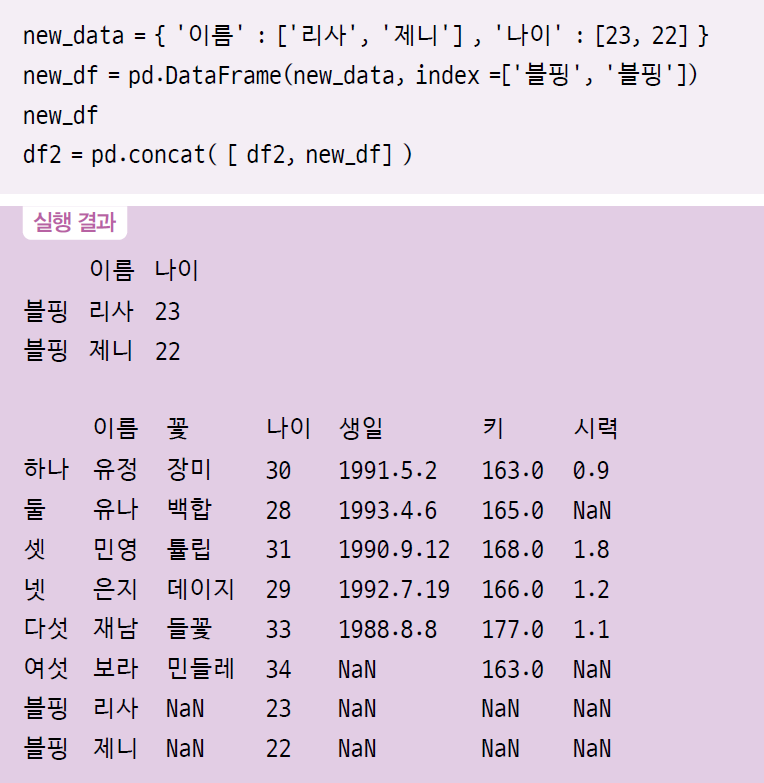 new_data = { '이름' : ['리사', '제니'] , '나이' : [23, 22] }
new_df = pd.DataFrame(new_data, index =['블핑', '블핑'])
new_df
df2 = pd.concat( [ df2, new_df] )
실행 결과
이름 나이
블핑 리사 23
블핑 제니 22
이름 꽃 나이 생일 키 시력
하나 유정 장미 30 1991.5.2 163.0 0.9
둘 유나 백합 28 1993.4.6 165.0 NaN
셋 민영 튤립 31 1990.9.12 168.0 1.8
넷 은지 데이지 29 1992.7.19 166.0 1.2
다섯 재남 들꽃 33 1988.8.8 177.0 1.1
여섯 보라 민들레 34 NaN 163.0 NaN
블핑 리사 NaN 23 NaN NaN NaN
블핑 제니 NaN 22 NaN NaN NaN